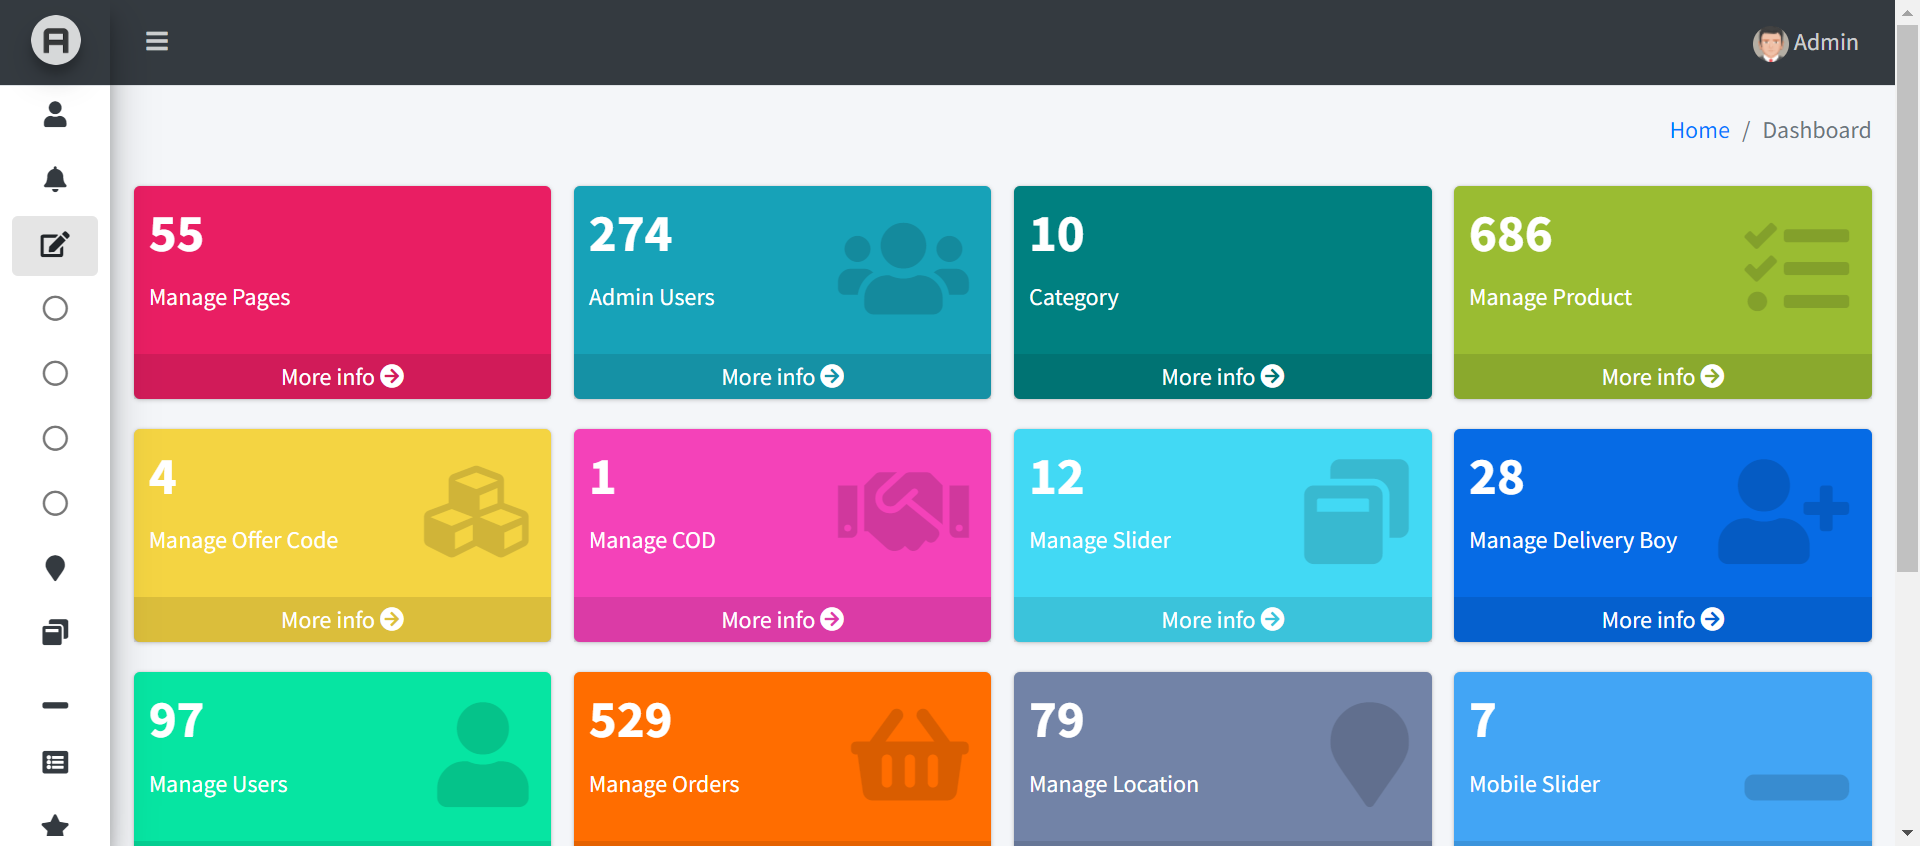 Admin
Home / Dashboard
55
Manage Pages
More info
274
Admin Users
More info
10
Category
More info
686
Manage Product
More info
4
Manage Offer Code
More info
1
Manage COD
More info
12
Manage Slider
More info
28
Manage Delivery Boy
More info
97
Manage Users
529
Manage Orders
79
Manage Location
7
Mobile Slider